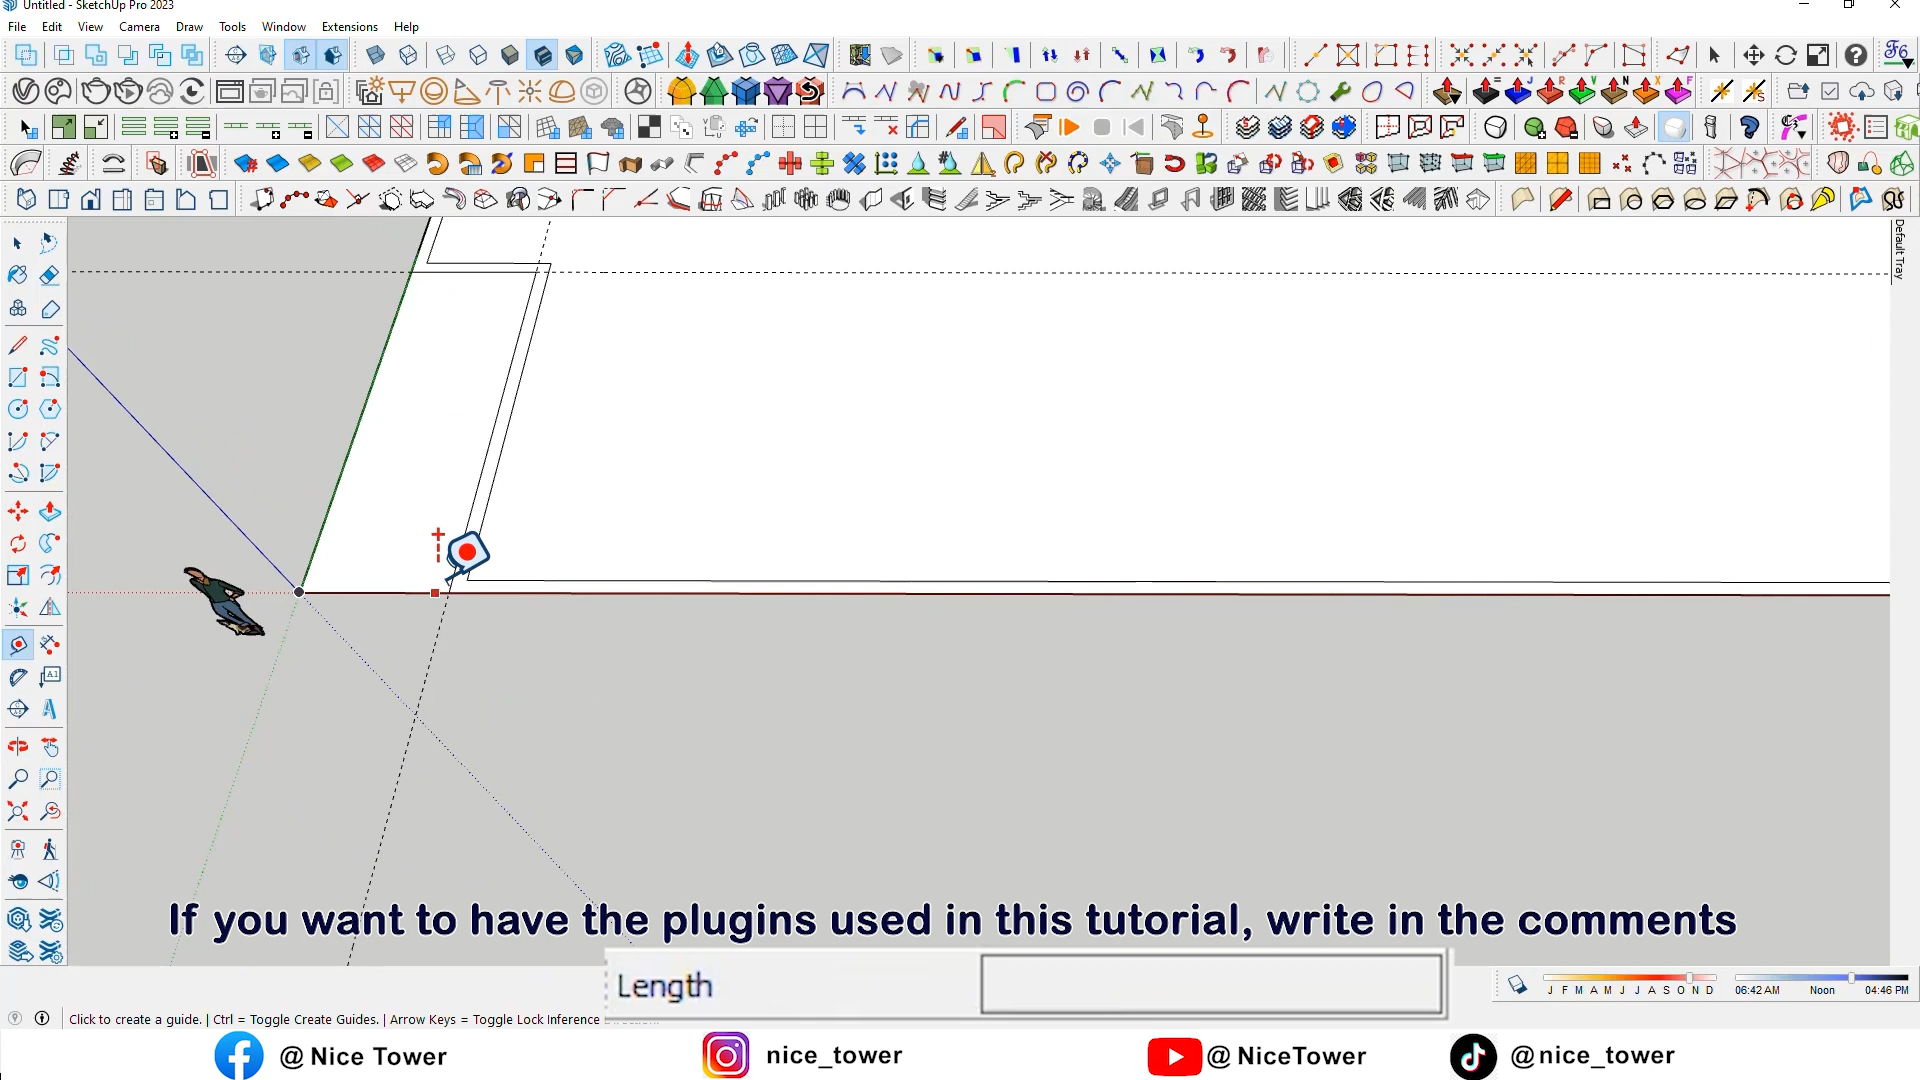 Untitled - SketchUp Pro 2023
File Edit View Camera Draw Tools Window Extensions Help
Default Tray
If you want to have the plugins used in this tutorial, write in the comments
Length
J F M A M J J A S O N D 06:42 AM Noon 04:46 PM
Click to create a guide. | Ctrl = Toggle Create Guides. | Arrow Keys = Toggle Lock Inference
@ Nice Tower nice_tower @ NiceTower @nice_tower